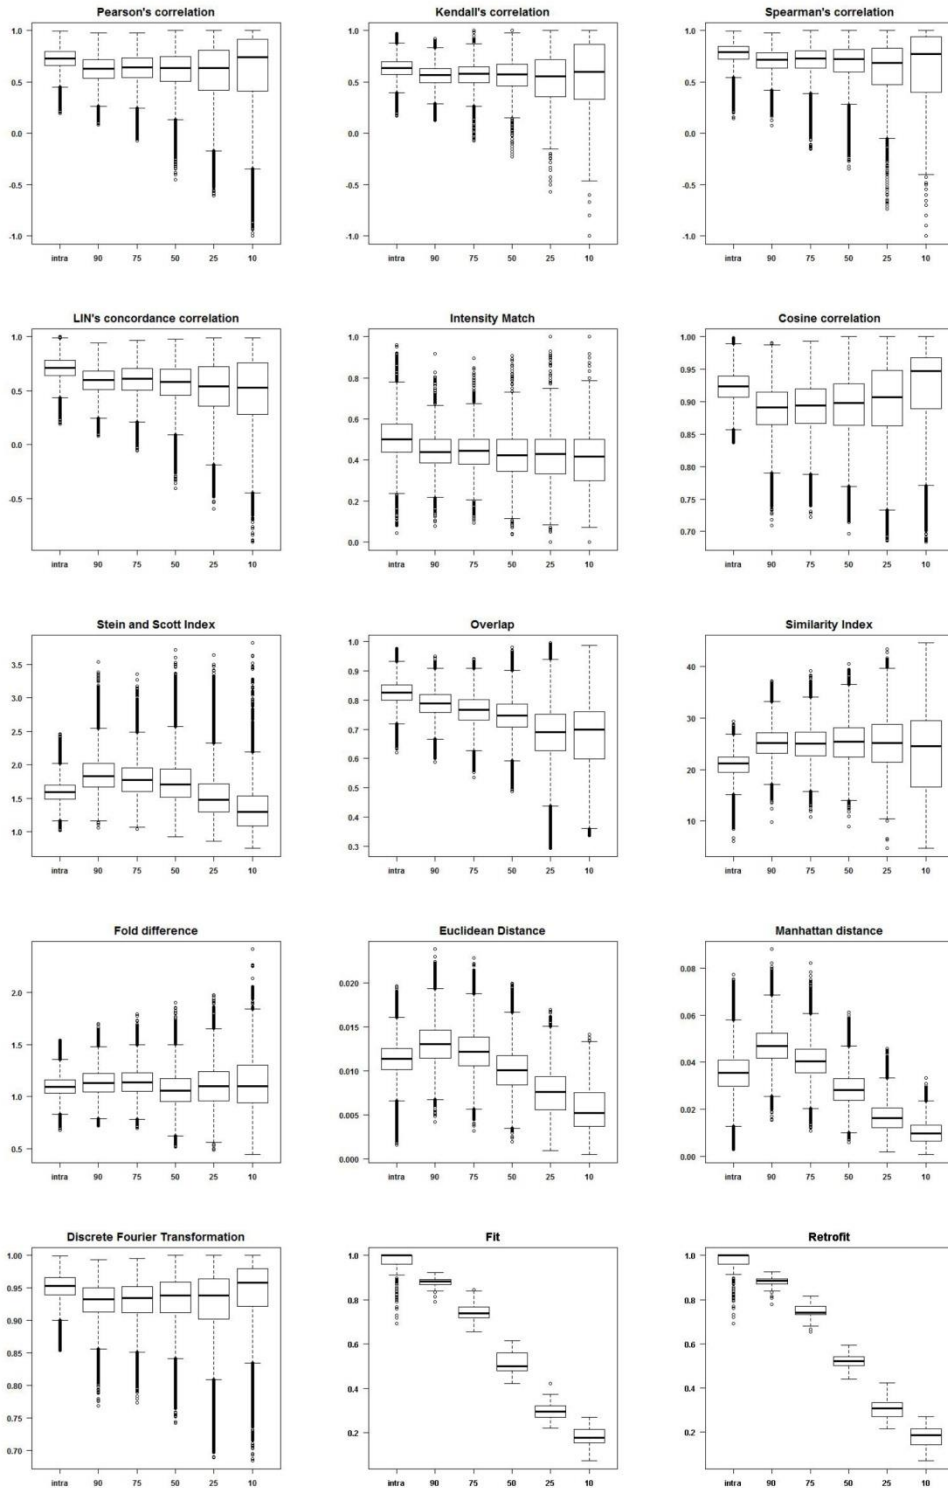 Pearson's correlation
1.0
0.5
0.0
-0.5
-1.0
intra 90 75 50 25 10
Kendall's correlation
1.0
0.5
0.0
-0.5
-1.0
intra 90 75 50 25 10
Spearman's correlation
1.0
0.5
0.0
-0.5
-1.0
intra 90 75 50 25 10
LIN's concordance correlation
1.0
0.5
0.0
-0.5
intra 90 75 50 25 10
Intensity Match
1.0
0.8
0.6
0.4
0.2
0.0
intra 90 75 50 25 10
Cosine correlation
1.00
0.95
0.90
0.85
0.80
0.75
0.70
intra 90 75 50 25 10
Stein and Scott Index
3.5
3.0
2.5
2.0
1.5
1.0
intra 90 75 50 25 10
Overlap
1.0
0.9
0.8
0.7
0.6
0.5
0.4
0.3
intra 90 75 50 25 10
Similarity Index
40
30
20
10
intra 90 75 50 25 10
Fold difference
2.0
1.5
1.0
0.5
intra 90 75 50 25 10
Euclidean Distance
0.020
0.015
0.010
0.005
0.000
intra 90 75 50 25 10
Manhattan distance
0.08
0.06
0.04
0.02
0.00
intra 90 75 50 25 10
Discrete Fourier Transformation
1.00
0.95
0.90
0.85
0.80
0.75
0.70
intra 90 75 50 25 10
Fit
1.0
0.8
0.6
0.4
0.2
intra 90 75 50 25 10
Retrofit
1.0
0.8
0.6
0.4
0.2
intra 90 75 50 25 10